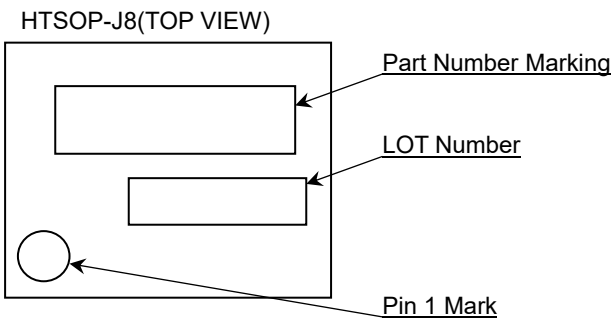 HTSOP-J8(TOP VIEW)
Part Number Marking
LOT Number
Pin 1 Mark